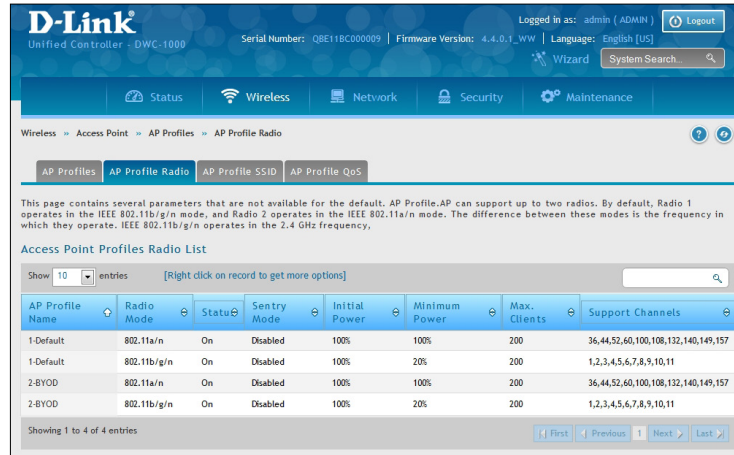 D-Link
Logged in as: admin ( ADMIN ) Logout
Unified Controller - DWC-1000
Serial Number: QBE11BC000009 | Firmware Version: 4.4.0.1_WW | Language: English [US]
Wizard System Search...
Status Wireless Network Security Maintenance
Wireless » Access Point » AP Profiles » AP Profile Radio
AP Profiles AP Profile Radio AP Profile SSID AP Profile QoS
This page contains several parameters that are not available for the default. AP Profile.AP can support up to two radios. By default, Radio 1
operates in the IEEE 802.11b/g/n mode, and Radio 2 operates in the IEEE 802.11a/n mode. The difference between these modes is the frequency in
which they operate. IEEE 802.11b/g/n operates in the 2.4 GHz frequency,
Access Point Profiles Radio List
Show 10 entries [Right click on record to get more options]
AP Profile Name Radio Mode Status Sentry Mode Initial Power Minimum Power Max. Clients Support Channels
1-Default 802.11a/n On Disabled 100% 100% 200 36,44,52,60,100,108,132,140,149,157
1-Default 802.11b/g/n On Disabled 100% 20% 200 1,2,3,4,5,6,7,8,9,10,11
2-BYOD 802.11a/n On Disabled 100% 100% 200 36,44,52,60,100,108,132,140,149,157
2-BYOD 802.11b/g/n On Disabled 100% 20% 200 1,2,3,4,5,6,7,8,9,10,11
Showing 1 to 4 of 4 entries
First Previous 1 Next Last